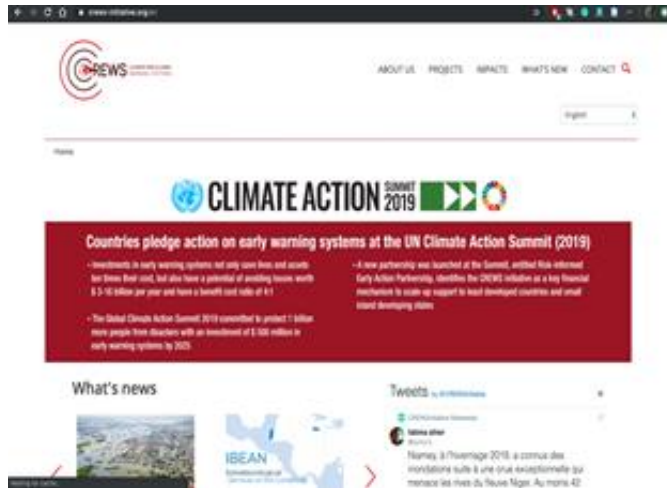 CREWS
ABOUT US PROJECTS IMPACTS WHAT'S NEW CONTACT
English
Home
CLIMATE ACTION SUMMIT 2019
Countries pledge action on early warning systems at the UN Climate Action Summit (2019)
- Investments in early warning systems not only save lives and assets
ten times their cost, but also have a potential of avoiding losses worth
$ 3-16 billion per year and have a benefit cost ratio of 4:1
- The Global Climate Action Summit 2019 committed to protect 1 billion
more people from disasters with an investment of $ 500 million in
early warning systems by 2025
- A new partnership was launched at the Summit, entitled Risk-informed
Early Action Partnership, identifies the CREWS initiative as a key financial
mechanism to scale up support to least developed countries and small
island developing states
What's news
IBEAN
Tweets by
Niamey, à l'hivernage 2019, a connus des
inondations suite à une crue exceptionnelle qui
menace les rives du fleuve Niger. Au moins 42